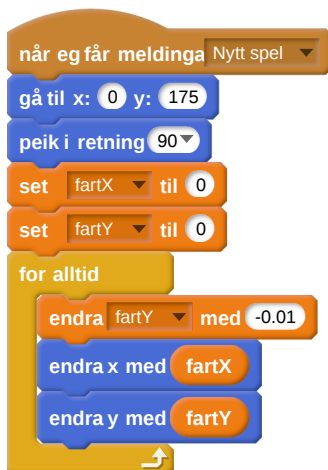 når eg får meldinga Nytt spel
gå til x: 0 y: 175
peik i retning 90
set fartX til 0
set fartY til 0
for alltid
endra fartY med -0.01
endra x med fartX
endra y med fartY